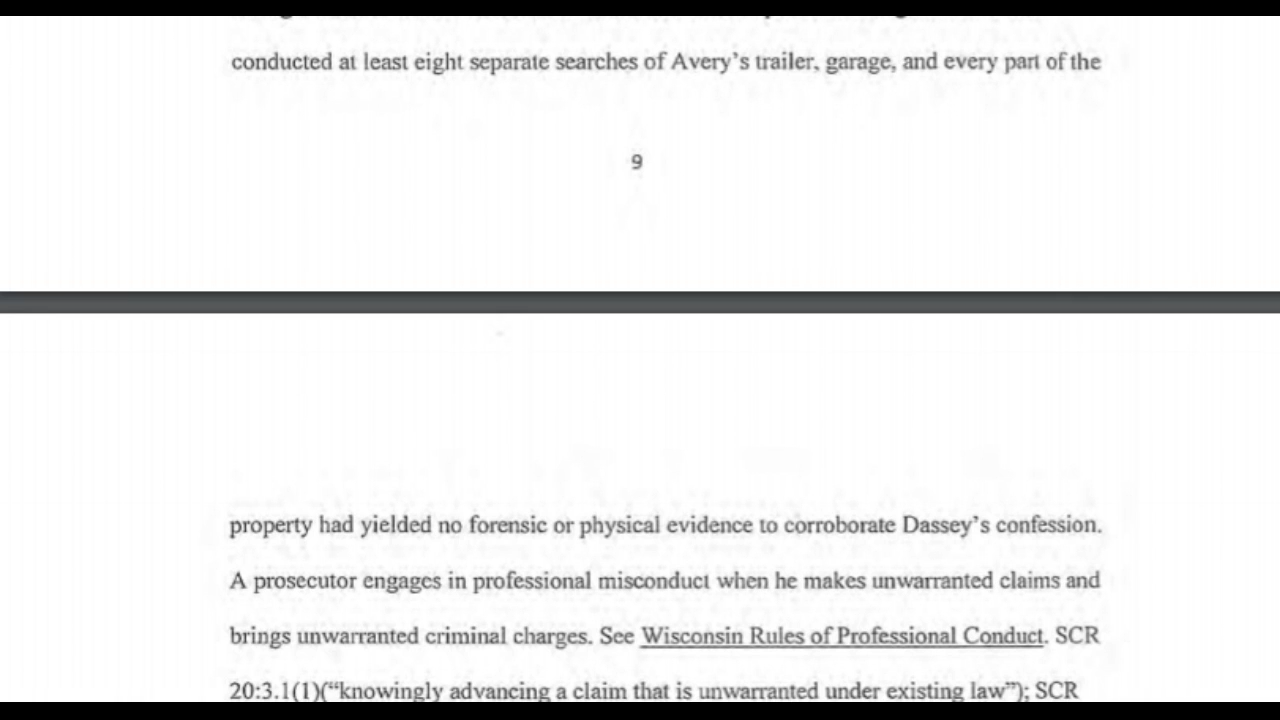 conducted at least eight separate searches of Avery's trailer, garage, and every part of the
9
property had yielded no forensic or physical evidence to corroborate Dassey's confession.
A prosecutor engages in professional misconduct when he makes unwarranted claims and
brings unwarranted criminal charges. See Wisconsin Rules of Professional Conduct. SCR
20:3.1(1)(“knowingly advancing a claim that is unwarranted under existing law”); SCR